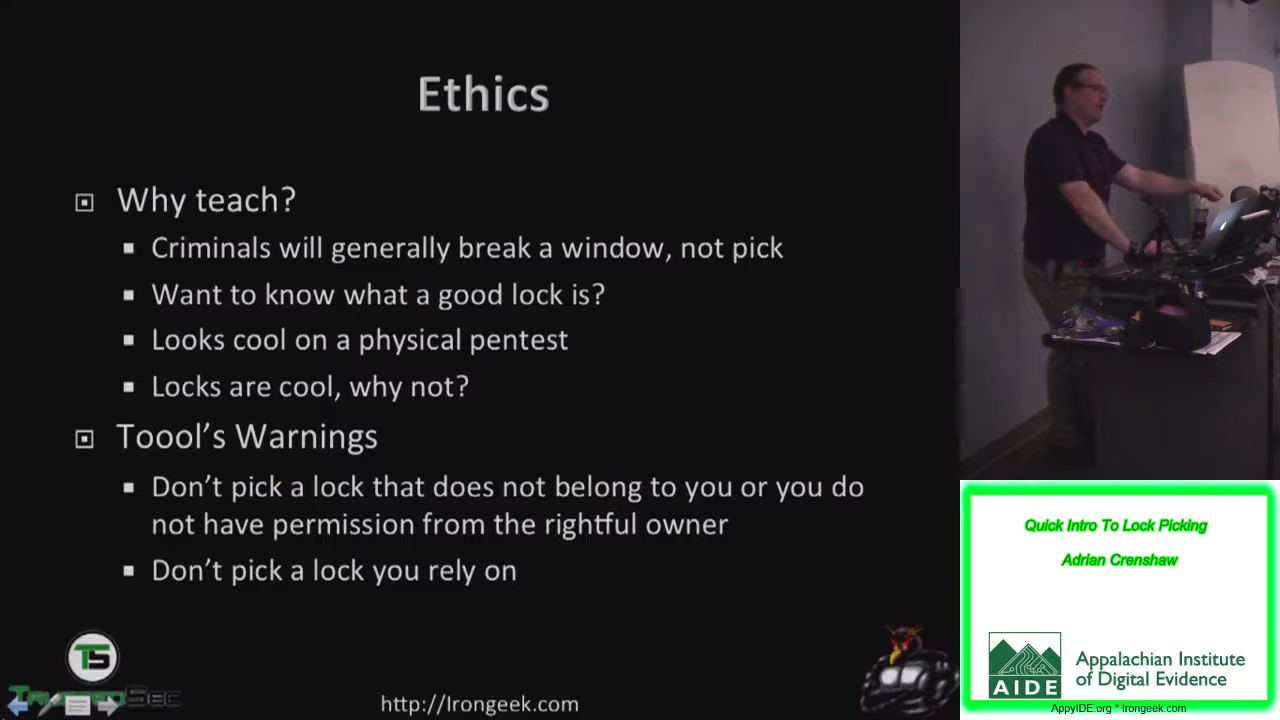 Ethics
Why teach?
Criminals will generally break a window, not pick
Want to know what a good lock is?
Looks cool on a physical pentest
Locks are cool, why not?
Toool's Warnings
Don't pick a lock that does not belong to you or you do
not have permission from the rightful owner
Don't pick a lock you rely on
TS
TrustedSec
http://Irongeek.com
Quick Intro To Lock Picking
Adrian Crenshaw
AIDE
Appalachian Institute
of Digital Evidence
AppyIDE.org * Irongeek.com